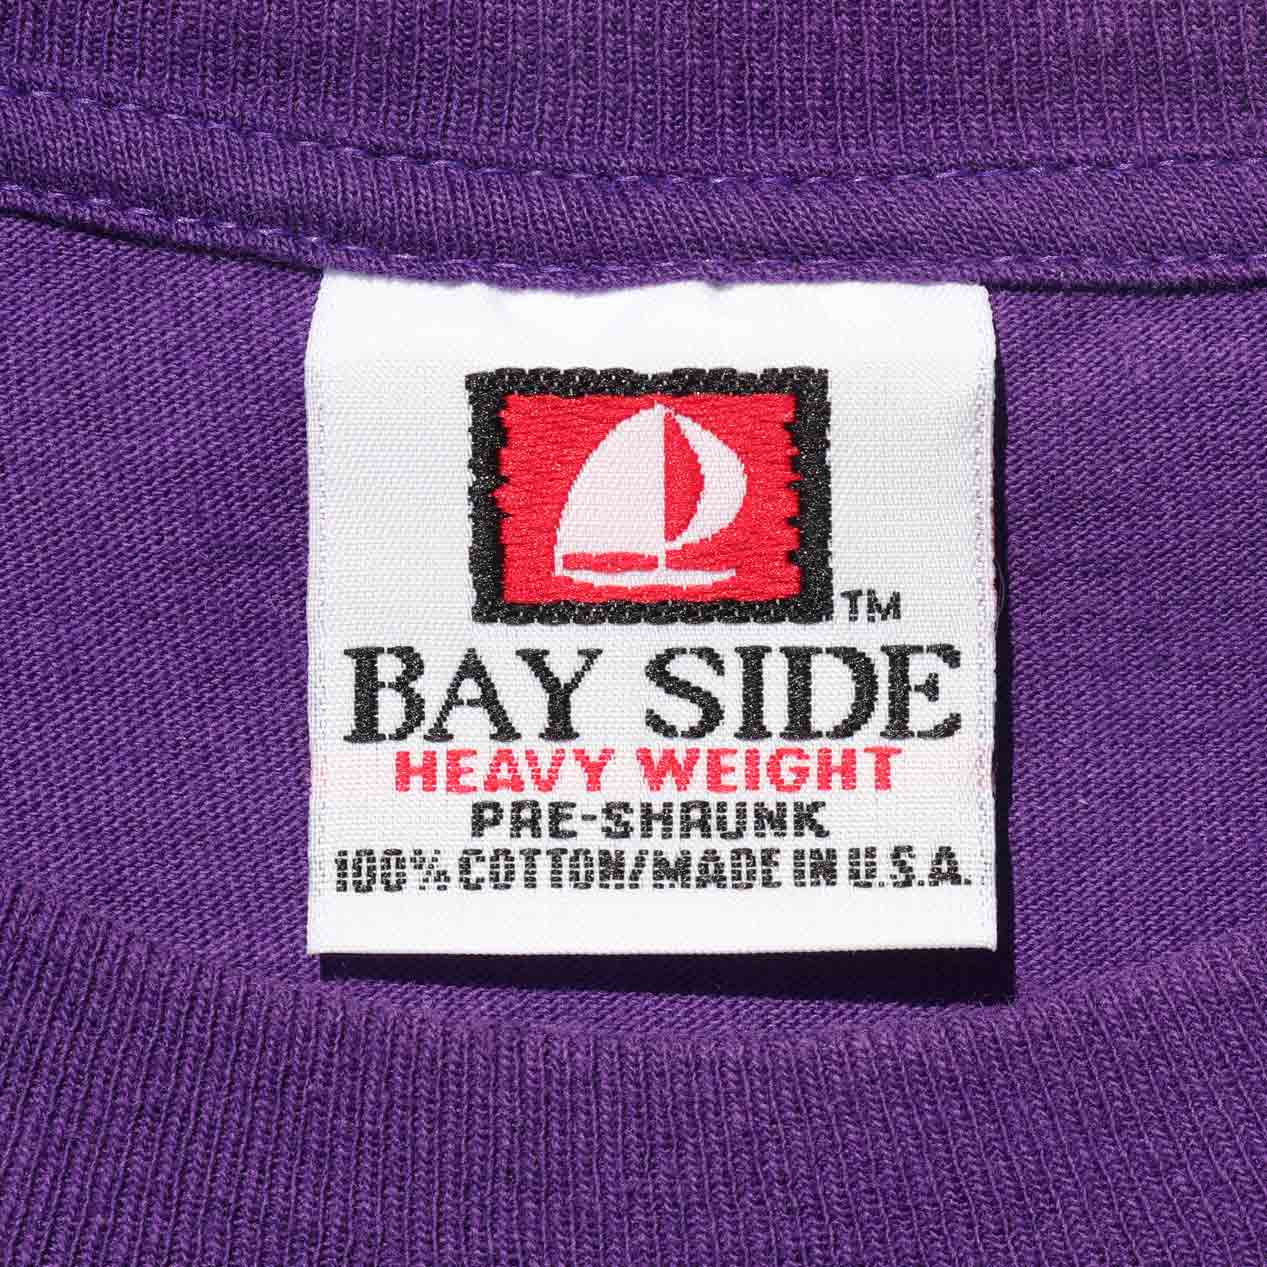 TM
BAY SIDE
HEAVY WEIGHT
PRE-SHRUNK
100% COTTON/MADE IN U.S.A.